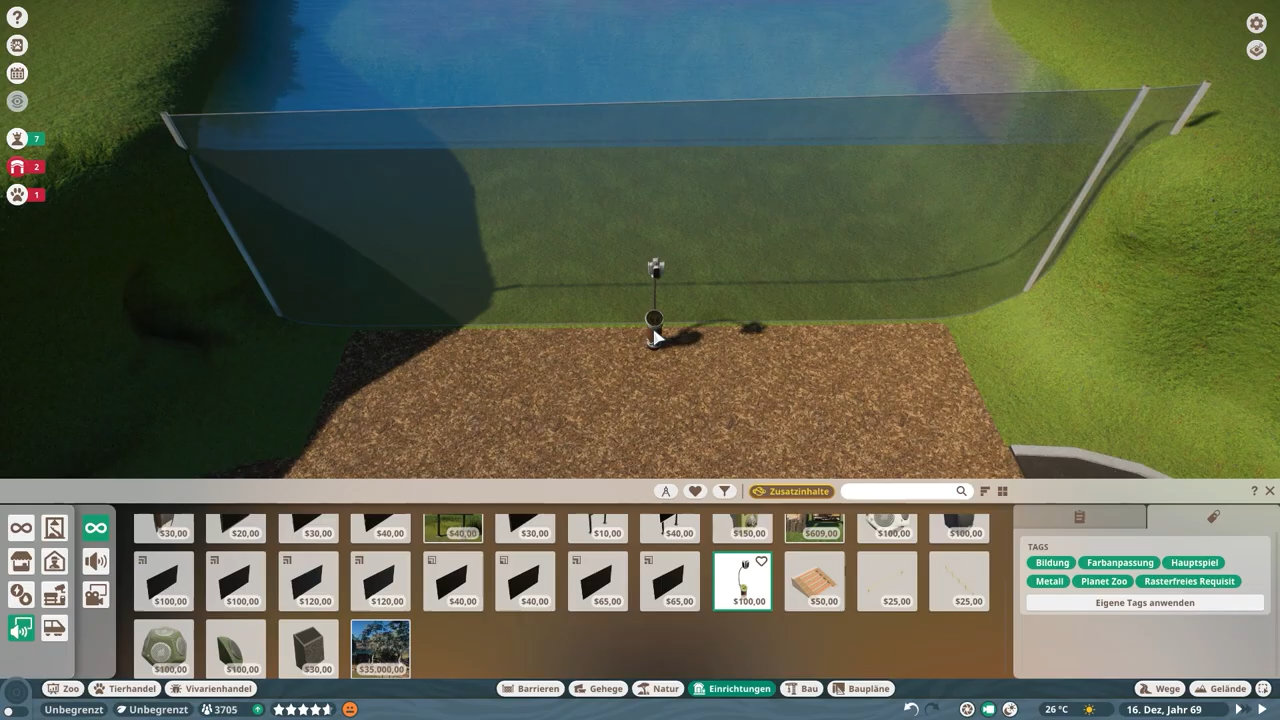 ?
7
2
1
Zusatzinhalte
? ×
$30,00 $20,00 $30,00 $40,00 $40,00 $30,00 $10,00 $40,00 $150,00 $609,00 $100,00 $100,00
$100,00 $100,00 $120,00 $120,00 $40,00 $40,00 $65,00 $65,00 $100,00 $50,00 $25,00 $25,00
$100,00 $100,00 $30,00 $35.000,00
TAGS
Bildung Farbanpassung Hauptspiel
Metall Planet Zoo Rasterfreies Requisit
Eigene Tags anwenden
Zoo Tierhandel Vivarienhandel Barrieren Gehege Natur Einrichtungen Bau Baupläne Wege Gelände
Unbegrenzt Unbegrenzt 3705 26 °C 16. Dez, Jahr 69